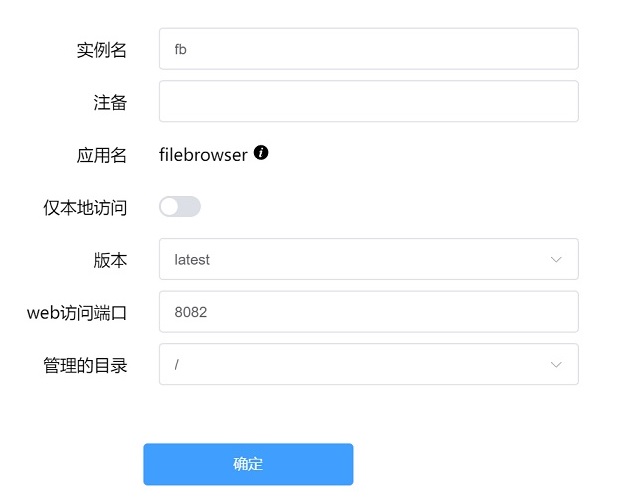 实例名 fb
注备
应用名 filebrowser
仅本地访问
版本 latest
web访问端口 8082
管理的目录 /
确定